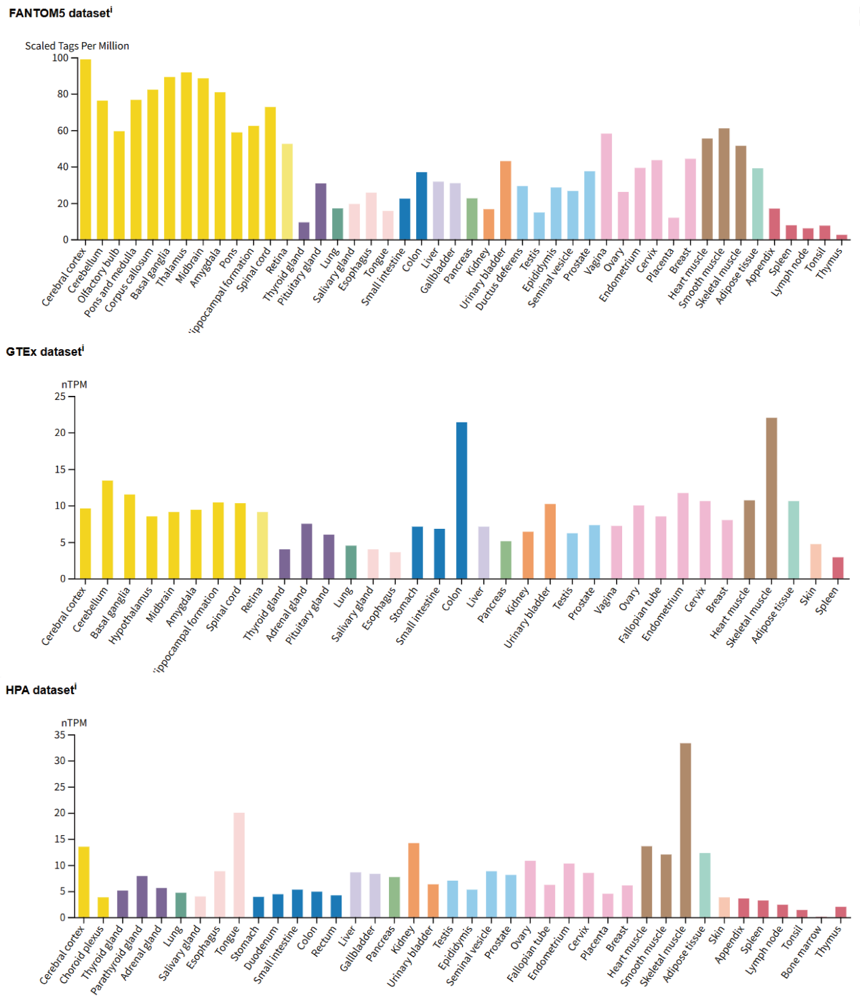 FANTOM5 dataseti
Scaled Tags Per Million
100
80
60
40
20
0
Cerebral cortex
Cerebellum
Olfactory bulb
Pons and medulla
Corpus callosum
Basal ganglia
Thalamus
Midbrain
Amygdala
Pons
ippocampal formation
Spinal cord
Retina
Thyroid gland
Pituitary gland
Lung
Salivary gland
Esophagus
Tongue
Small intestine
Colon
Liver
Gallbladder
Pancreas
Kidney
Urinary bladder
Ductus deferens
Testis
Epididymis
Seminal vesicle
Prostate
Vagina
Ovary
Endometrium
Cervix
Placenta
Breast
Heart muscle
Smooth muscle
Skeletal muscle
Adipose tissue
Appendix
Spleen
Lymph node
Tonsil
Thymus
GTEx dataseti
nTPM
25
20
15
10
5
0
Cerebral cortex
Cerebellum
Basal ganglia
Hypothalamus
Midbrain
Amygdala
ippocampal formation
Spinal cord
Retina
Thyroid gland
Adrenal gland
Pituitary gland
Lung
Salivary gland
Esophagus
Stomach
Small intestine
Colon
Liver
Pancreas
Kidney
Urinary bladder
Testis
Prostate
Vagina
Ovary
Fallopian tube
Endometrium
Cervix
Breast
Heart muscle
Skeletal muscle
Adipose tissue
Skin
Spleen
HPA dataseti
nTPM
35
30
25
20
15
10
5
0
Cerebral cortex
Choroid plexus
Thyroid gland
Parathyroid gland
Adrenal gland
Lung
Salivary gland
Esophagus
Tongue
Stomach
Duodenum
Small intestine
Colon
Rectum
Liver
Gallbladder
Pancreas
Kidney
Urinary bladder
Testis
Epididymis
Seminal vesicle
Prostate
Ovary
Fallopian tube
Endometrium
Cervix
Placenta
Breast
Heart muscle
Smooth muscle
Skeletal muscle
Adipose tissue
Skin
Appendix
Spleen
Lymph node
Tonsil
Bone marrow
Thymus